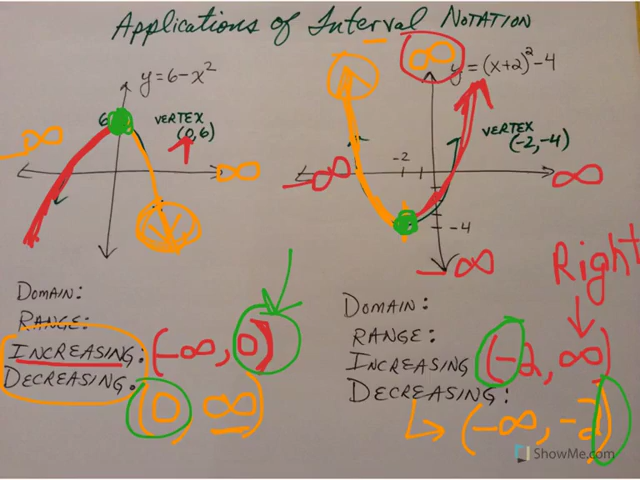 Applications of Interval Notation
y = 6 - x²
6
VERTEX
(0, 6)
-∞
∞
DOMAIN:
RANGE:
INCREASING: (-∞, 0)
DECREASING: (0, ∞)
-∞
y = (x+2)² - 4
VERTEX
(-2, -4)
-2
-∞
∞
-4
-∞
Right
DOMAIN:
RANGE:
INCREASING (-2, ∞)
DECREASING:
(-∞, -2)
ShowMe.com